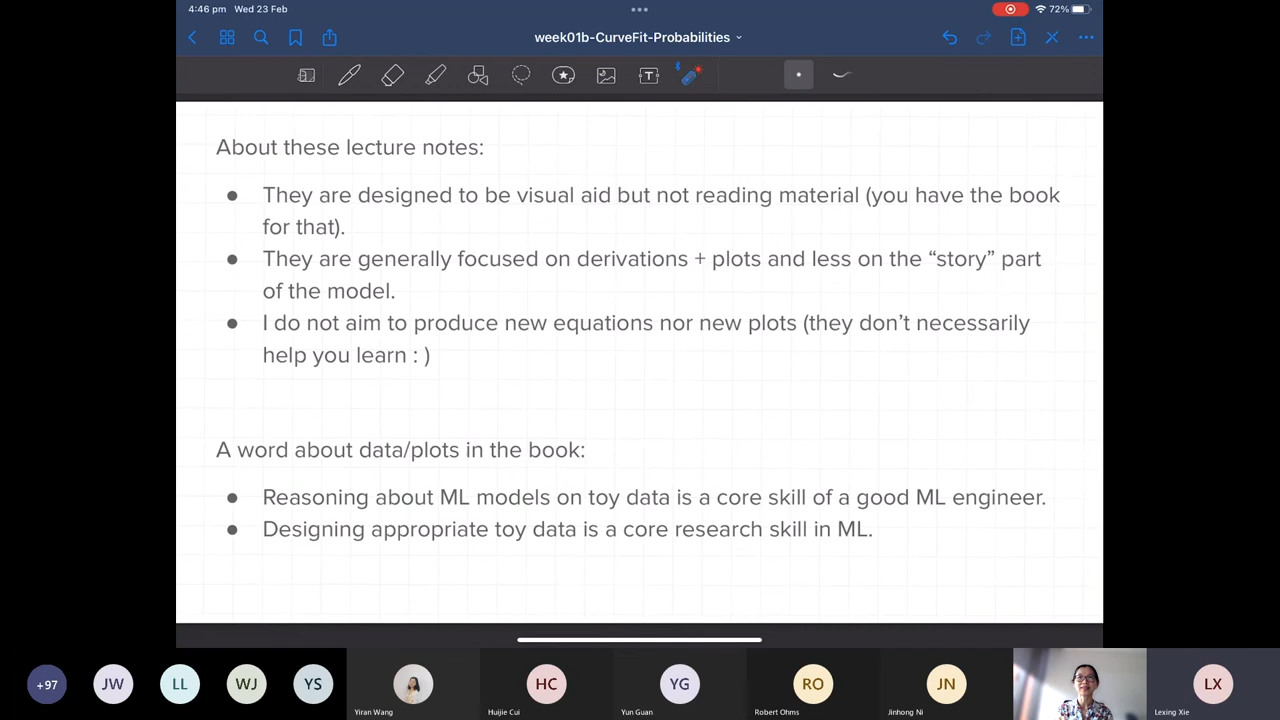 4:46 pm Wed 23 Feb
72%
week01b-CurveFit-Probabilities
About these lecture notes:
● They are designed to be visual aid but not reading material (you have the book
for that).
● They are generally focused on derivations + plots and less on the “story” part
of the model.
● I do not aim to produce new equations nor new plots (they don’t necessarily
help you learn : )
A word about data/plots in the book:
● Reasoning about ML models on toy data is a core skill of a good ML engineer.
● Designing appropriate toy data is a core research skill in ML.
+97 JW LL WJ YS HC YG RO JN LX
Yiran Wang Huijie Cui Yun Guan Robert Ohms Jinhong Ni Lexing Xie